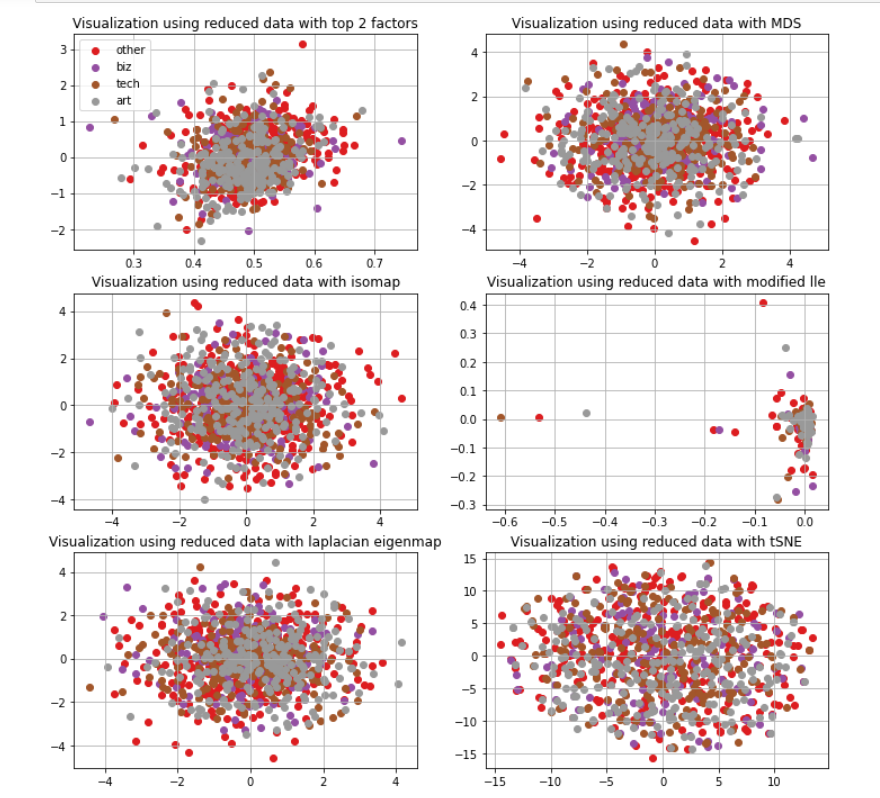 Visualization using reduced data with top 2 factors
3
2
1
0
−1
−2
0.3 0.4 0.5 0.6 0.7
other
biz
tech
art
Visualization using reduced data with MDS
4
2
0
−2
−4
−4 −2 0 2 4
Visualization using reduced data with isomap
4
2
0
−2
−4
−4 −2 0 2 4
Visualization using reduced data with modified lle
0.4
0.3
0.2
0.1
0.0
−0.1
−0.2
−0.3
−0.6 −0.5 −0.4 −0.3 −0.2 −0.1 0.0
Visualization using reduced data with laplacian eigenmap
4
2
0
−2
−4
−4 −2 0 2 4
Visualization using reduced data with tSNE
15
10
5
0
−5
−10
−15
−15 −10 −5 0 5 10